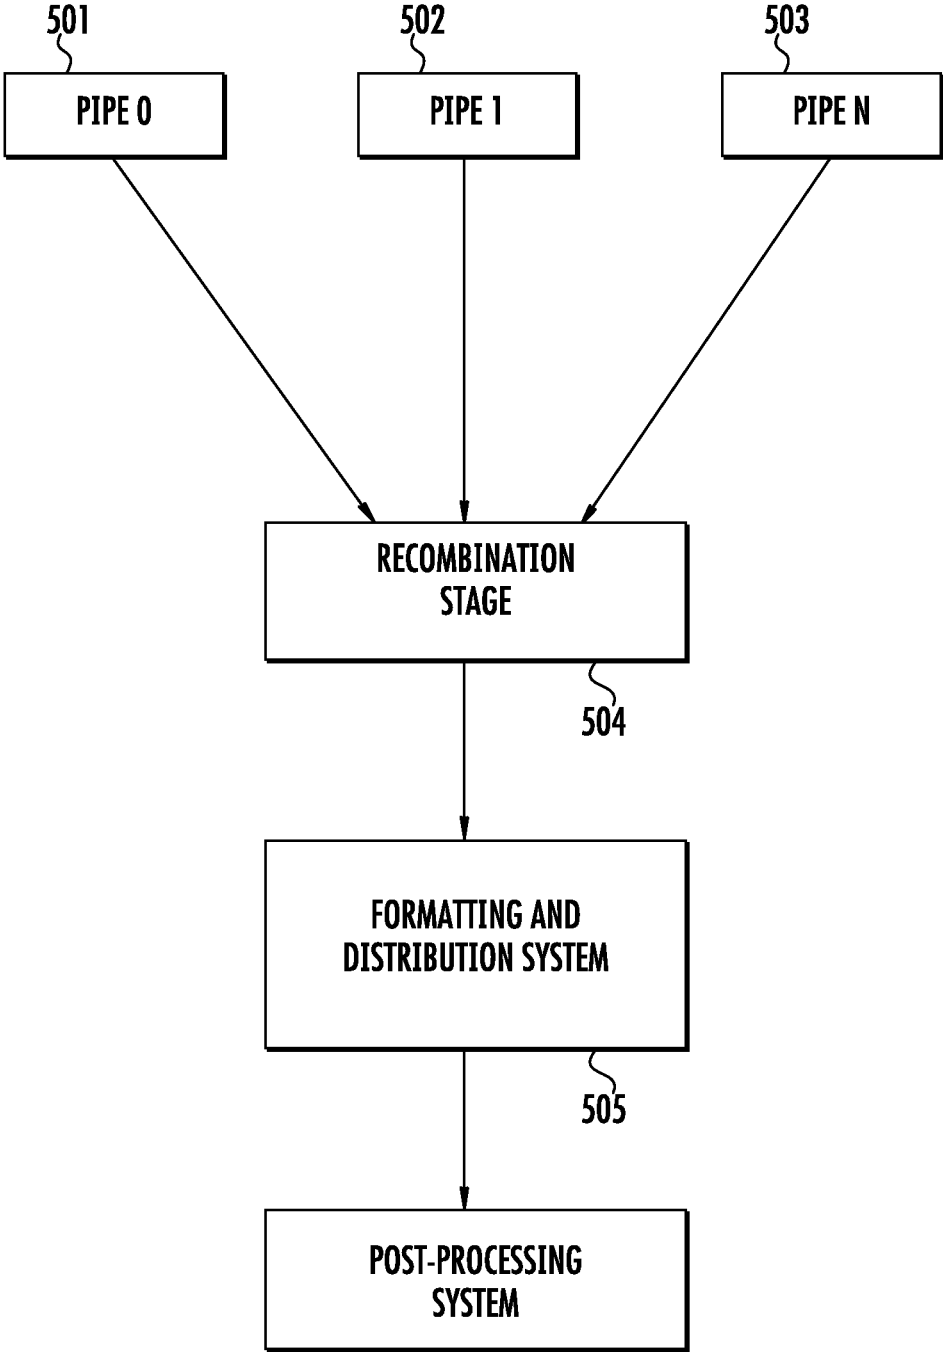 501
502
503
PIPE 0
PIPE 1
PIPE N
RECOMBINATION
STAGE
504
FORMATTING AND
DISTRIBUTION SYSTEM
505
POST-PROCESSING
SYSTEM